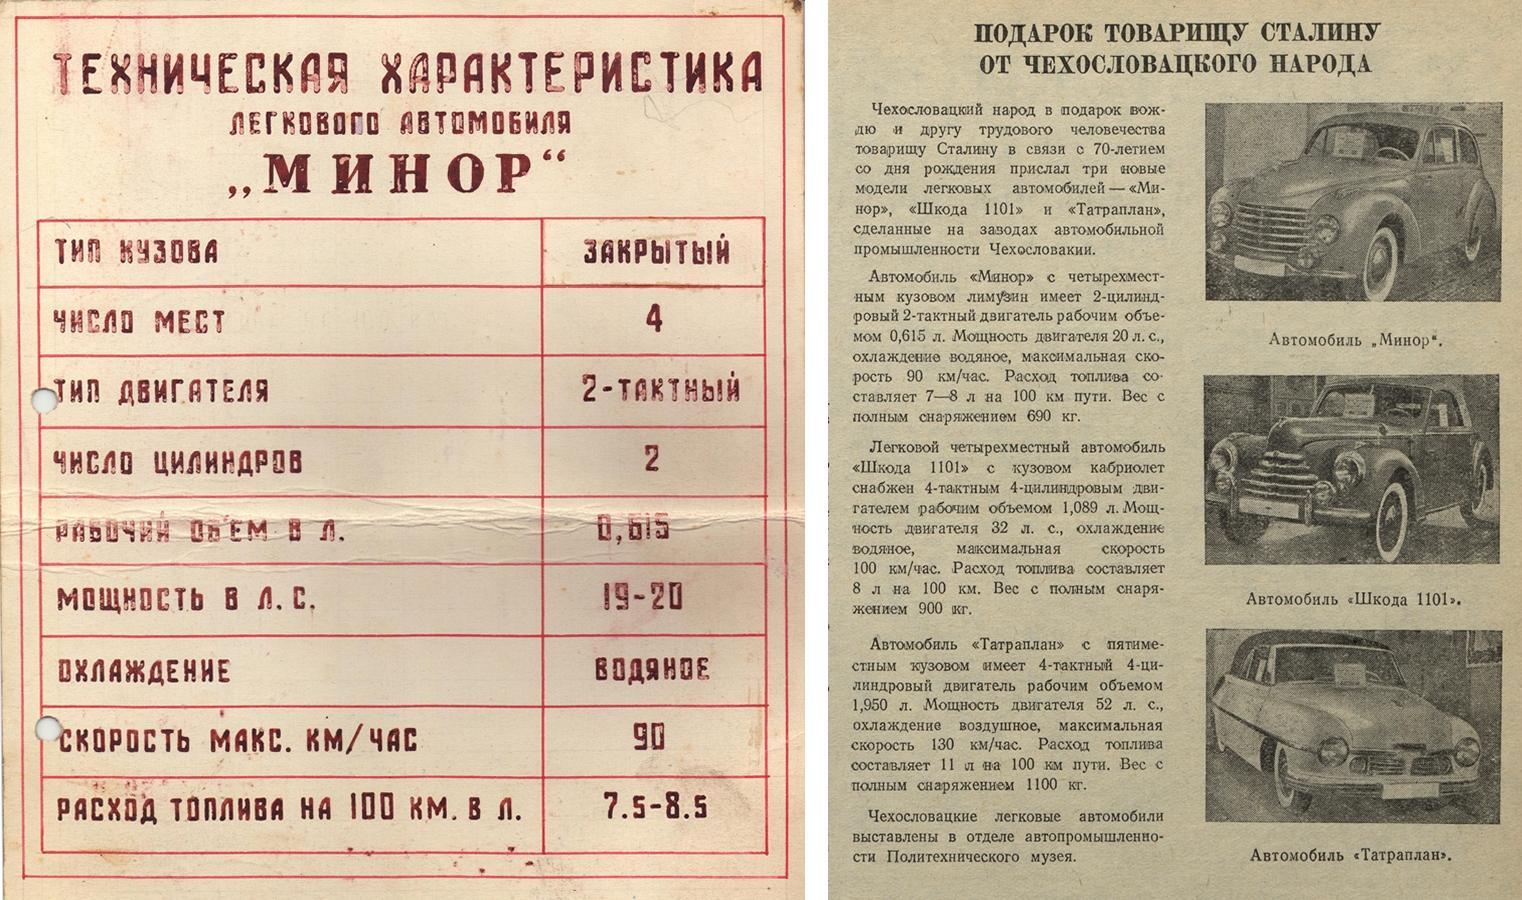 ТЕХНИЧЕСКАЯ ХАРАКТЕРИСТИКА
ЛЕГКОВОГО АВТОМОБИЛЯ
„МИНОР“
ТИП КУЗОВА ЗАКРЫТЫЙ
ЧИСЛО МЕСТ 4
ТИП ДВИГАТЕЛЯ 2-ТАКТНЫЙ
ЧИСЛО ЦИЛИНДРОВ 2
РАБОЧИЙ ОБ'ЕМ В Л. 0,615
МОЩНОСТЬ В Л.С. 19-20
ОХЛАЖДЕНИЕ ВОДЯНОЕ
СКОРОСТЬ МАКС. КМ/ЧАС 90
РАСХОД ТОПЛИВА НА 100 КМ. В Л. 7.5-8.5
ПОДАРОК ТОВАРИЩУ СТАЛИНУ
ОТ ЧЕХОСЛОВАЦКОГО НАРОДА
Чехословацкий народ в подарок вож-
дю и другу трудового человечества
товарищу Сталину в связи с 70-летием
со дня рождения прислал три новые
модели легковых автомобилей — «Ми-
нор», «Шкода 1101» и «Татраплан»,
сделанные на заводах автомобильной
промышленности Чехословакии.
Автомобиль «Минор» с четырехмест-
ным кузовом лимузин имеет 2-цилинд-
ровый 2-тактный двигатель рабочим объе-
мом 0,615 л. Мощность двигателя 20 л. с.,
охлаждение водяное, максимальная ско-
рость 90 км/час. Расход топлива со-
ставляет 7—8 л на 100 км пути. Вес с
полным снаряжением 690 кг.
Легковой четырехместный автомобиль
«Шкода 1101» с кузовом кабриолет
снабжен 4-тактным 4-цилиндровым дви-
гателем рабочим объемом 1,089 л. Мощ-
ность двигателя 32 л. с., охлаждение
водяное, максимальная скорость
100 км/час. Расход топлива составляет
8 л на 100 км. Вес с полным снаря-
жением 900 кг.
Автомобиль «Татраплан» с пятиме-
стным кузовом имеет 4-тактный 4-ци-
линдровый двигатель рабочим объемом
1,950 л. Мощность двигателя 52 л. с.,
охлаждение воздушное, максимальная
скорость 130 км/час. Расход топлива
составляет 11 л на 100 км пути. Вес с
полным снаряжением 1100 кг.
Чехословацкие легковые автомобили
выставлены в отделе автопромышленно-
сти Политехнического музея.
Автомобиль „Минор“.
Автомобиль «Шкода 1101».
Автомобиль «Татраплан».